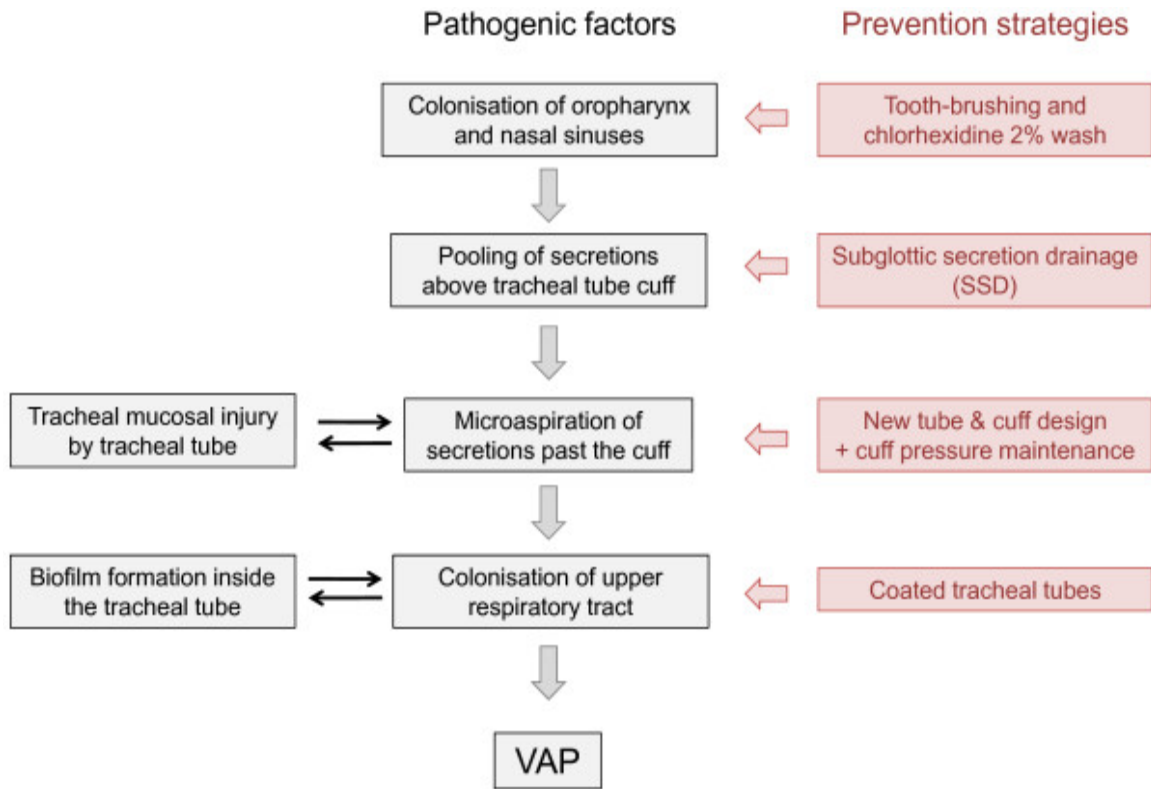 Pathogenic factors
Prevention strategies
Colonisation of oropharynx
and nasal sinuses
Tooth-brushing and
chlorhexidine 2% wash
Pooling of secretions
above tracheal tube cuff
Subglottic secretion drainage
(SSD)
Tracheal mucosal injury
by tracheal tube
Microaspiration of
secretions past the cuff
New tube & cuff design
+ cuff pressure maintenance
Biofilm formation inside
the tracheal tube
Colonisation of upper
respiratory tract
Coated tracheal tubes
VAP